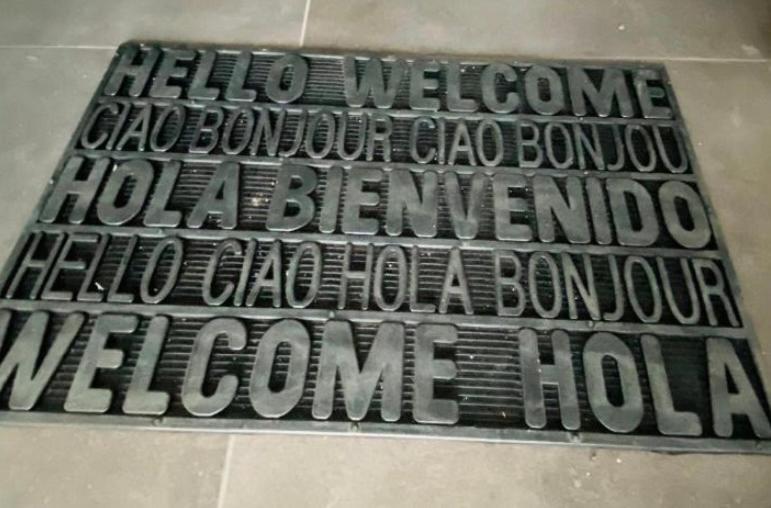 HELLO WELCOME
CIAO BONJOUR CIAO BONJOU
HOLA BIENVENIDO
HELLO CIAO HOLA BONJOUR
WELCOME HOLA